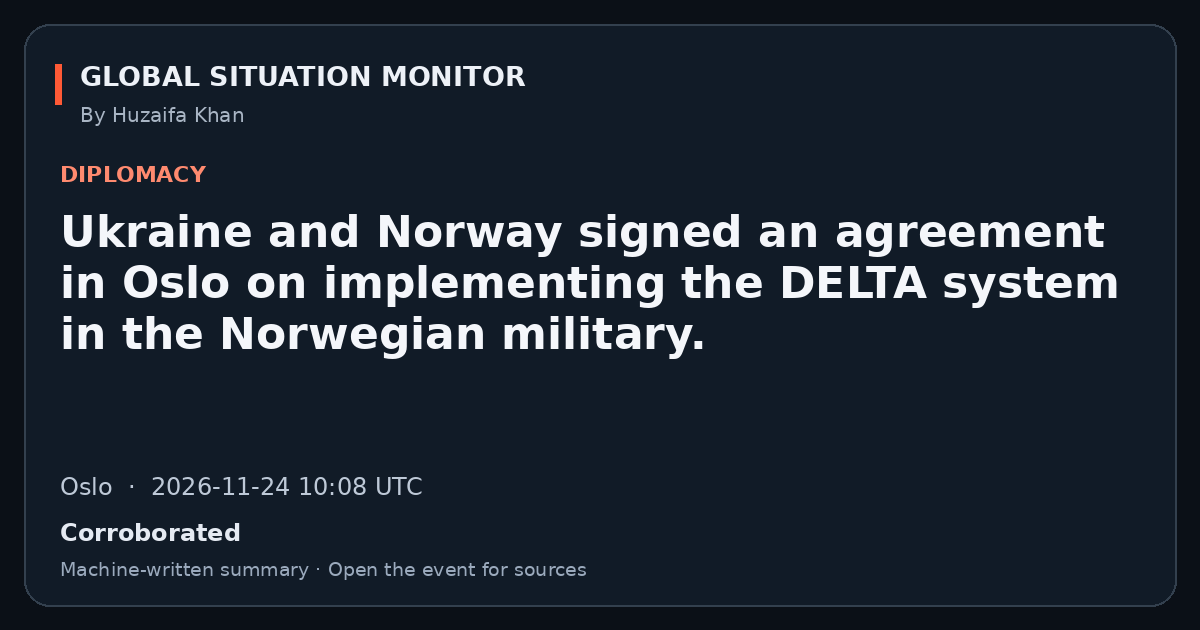 GLOBAL SITUATION MONITOR
By Huzaifa Khan
DIPLOMACY
Ukraine and Norway signed an agreement
in Oslo on implementing the DELTA system
in the Norwegian military.
Oslo · 2026-11-24 10:08 UTC
Corroborated
Machine-written summary · Open the event for sources